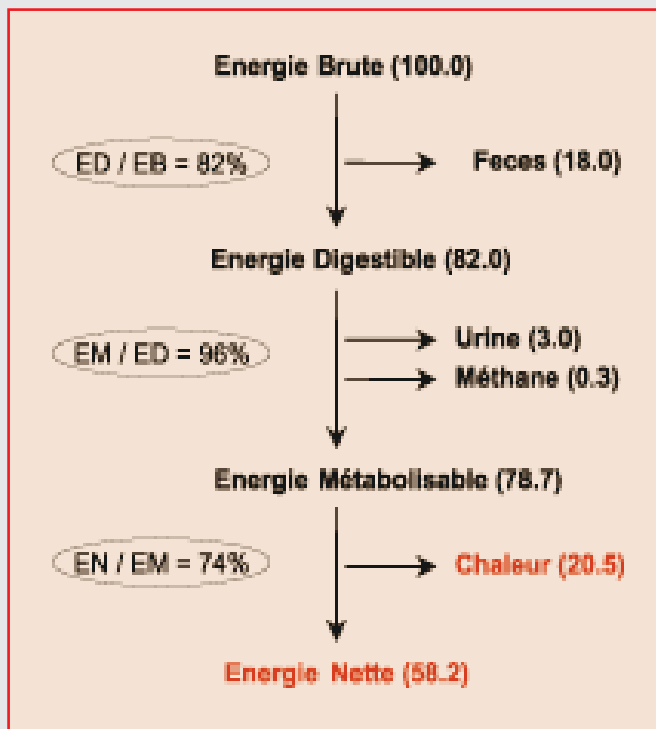 Energie Brute (100.0)
ED / EB = 82%
Feces (18.0)
Energie Digestible (82.0)
Urine (3.0)
EM / ED = 96%
Méthane (0.3)
Energie Métabolisable (78.7)
EN / EM = 74%
Chaleur (20.5)
Energie Nette (58.2)